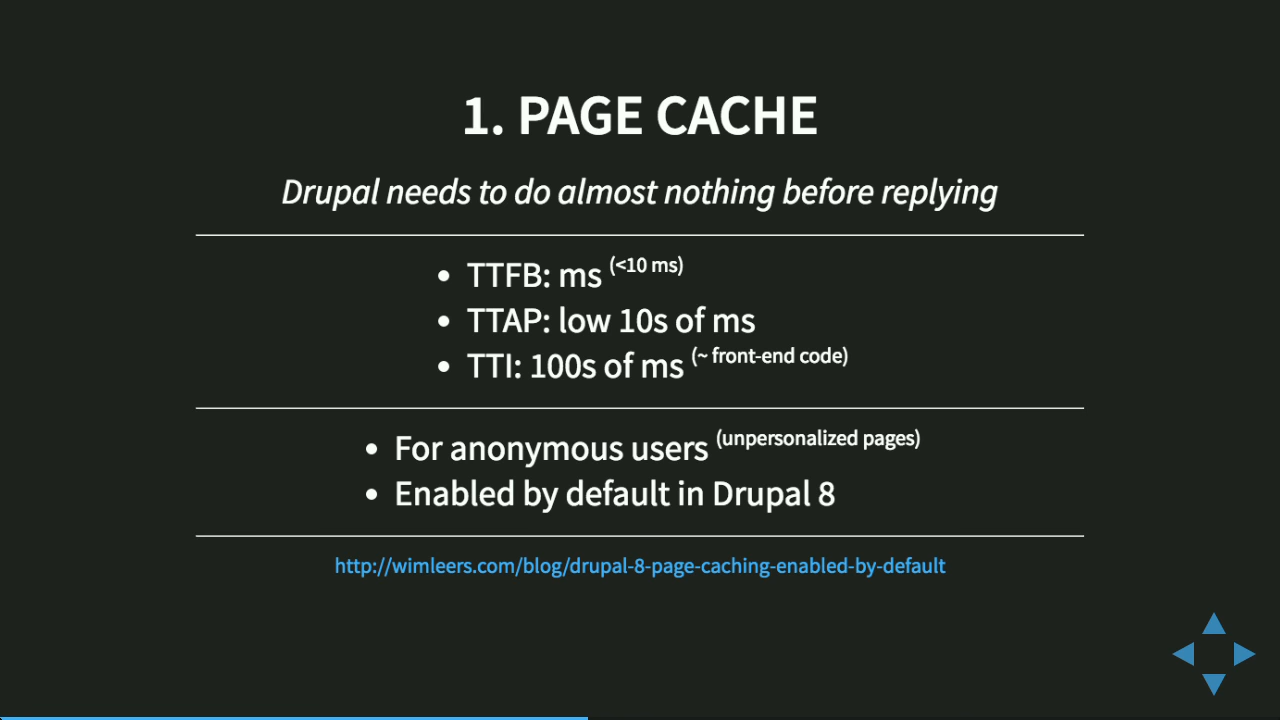 1. PAGE CACHE
Drupal needs to do almost nothing before replying
• TTFB: ms (<10 ms)
• TTAP: low 10s of ms
• TTI: 100s of ms (~ front-end code)
• For anonymous users (unpersonalized pages)
• Enabled by default in Drupal 8
http://wimleers.com/blog/drupal-8-page-caching-enabled-by-default